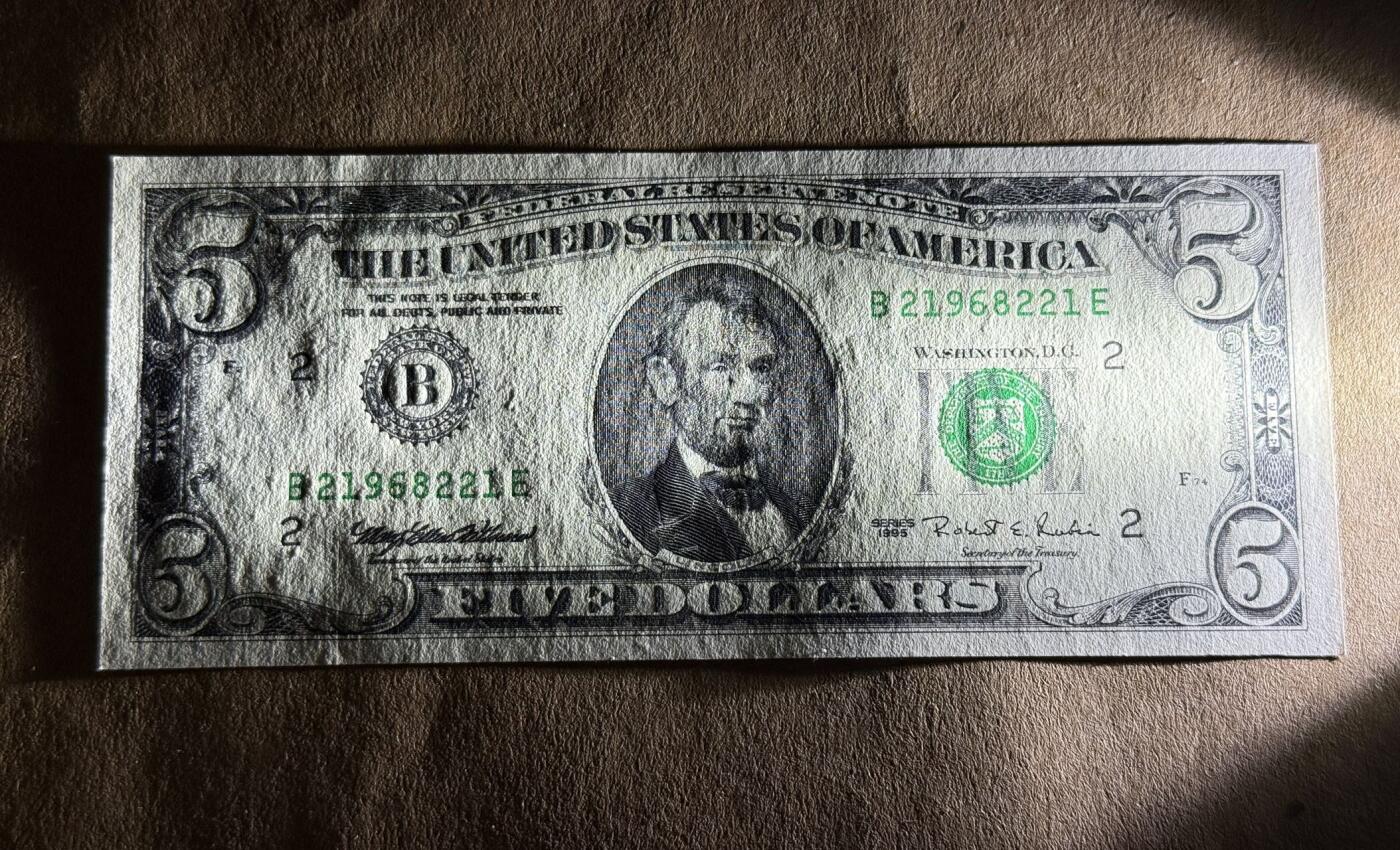 FEDERAL RESERVE NOTE
THE UNITED STATES OF AMERICA
5
5
THIS NOTE IS LEGAL TENDER
FOR ALL DEBTS, PUBLIC AND PRIVATE
B 21968221 E
WASHINGTON, D.C.
2
2
B
B 21968221 E
2
SERIES
1995
Robert E. Rubin
2
Secretary of the Treasury.
5
FIVE DOLLARS
5